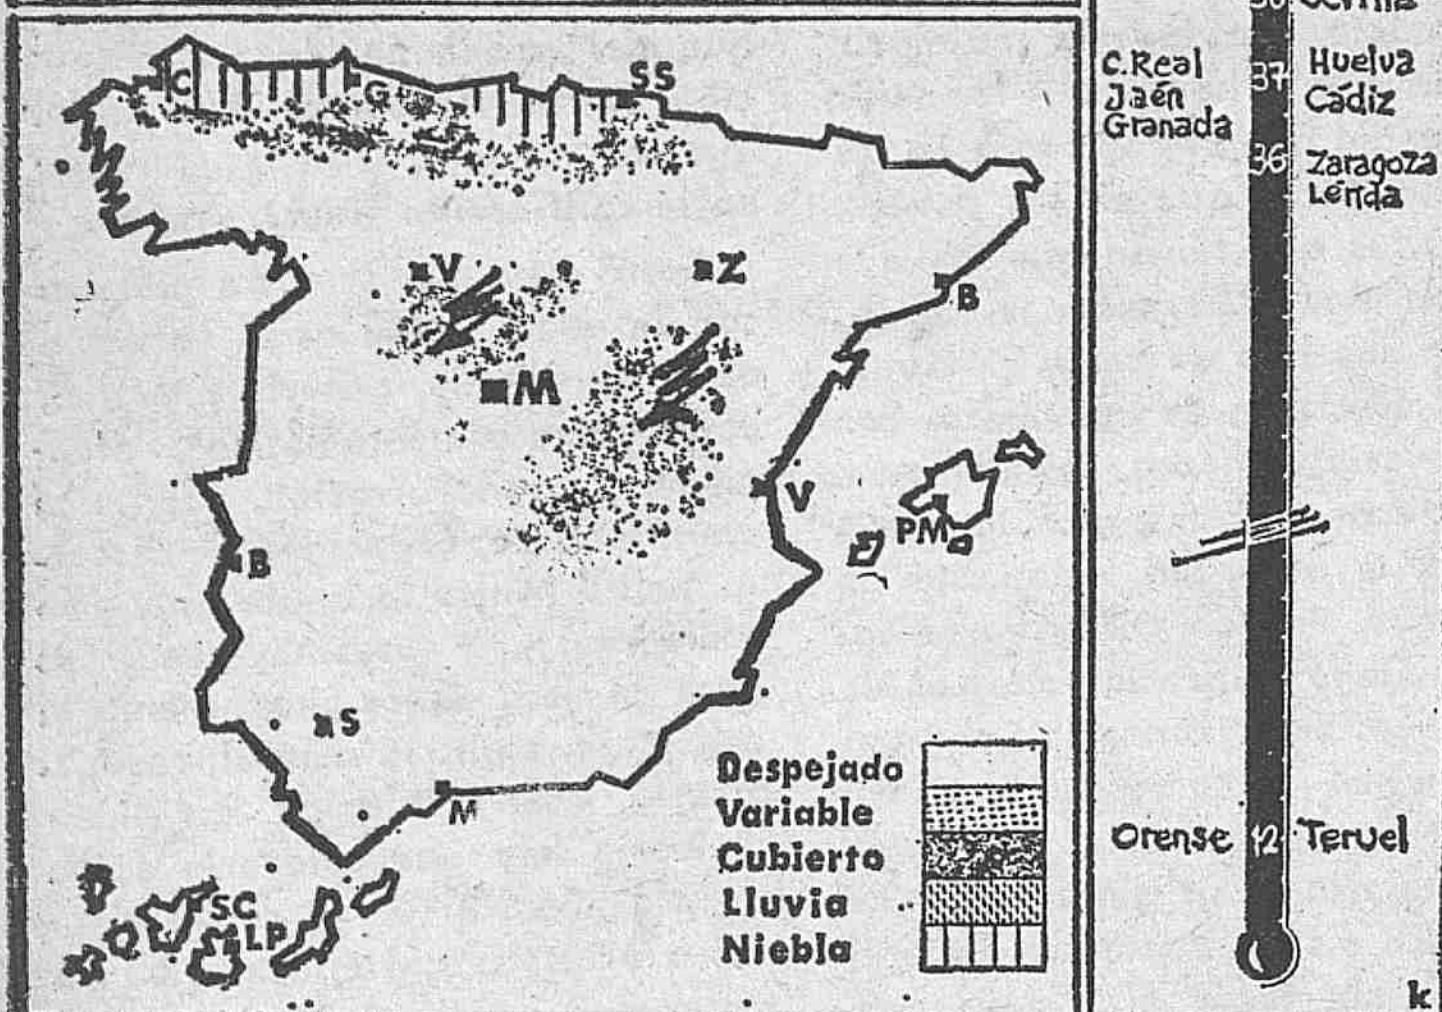 C
G
SS
V
Z
B
M
V
PM
B
S
M
SC
LP
Despejado
Variable
Cubierto
Lluvia
Niebla
Sevilla
C.Real
Jaén
Granada
37
Huelva
Cádiz
36
Zaragoza
Lérida
Orense
12
Teruel
k